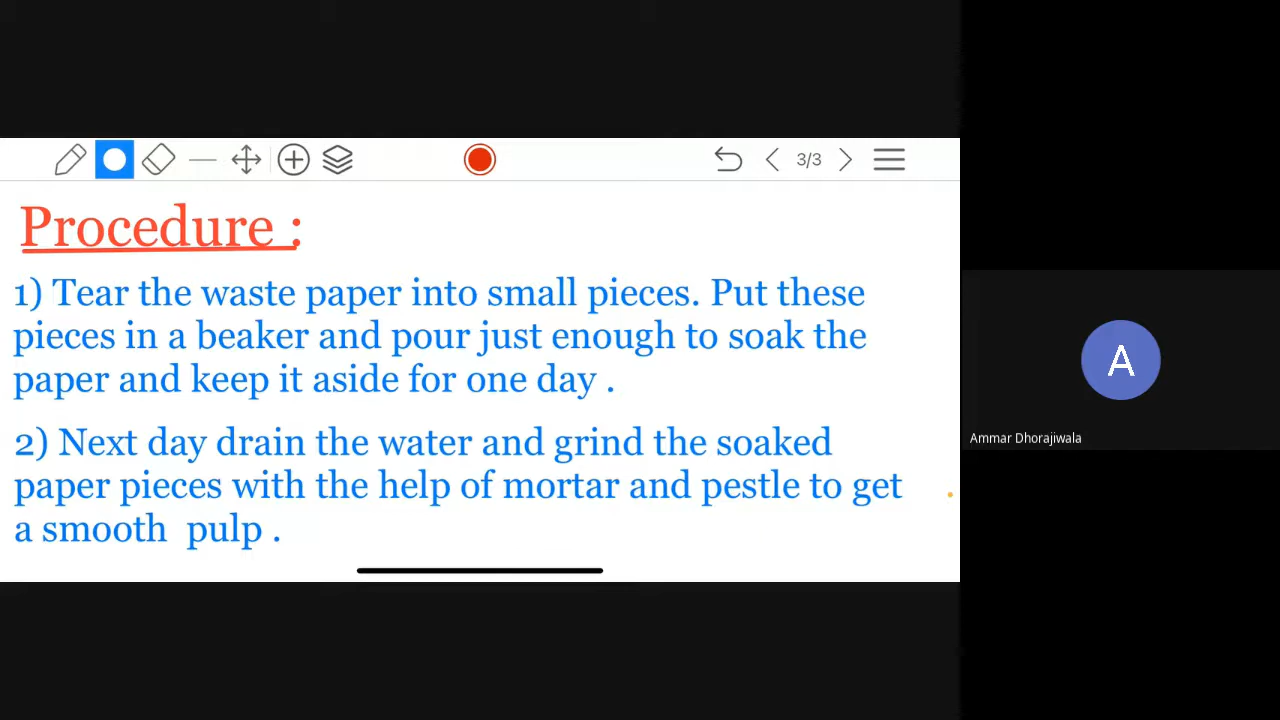 3/3
Procedure :
1) Tear the waste paper into small pieces. Put these
pieces in a beaker and pour just enough to soak the
paper and keep it aside for one day .
2) Next day drain the water and grind the soaked
paper pieces with the help of mortar and pestle to get
a smooth  pulp .
A
Ammar Dhorajiwala